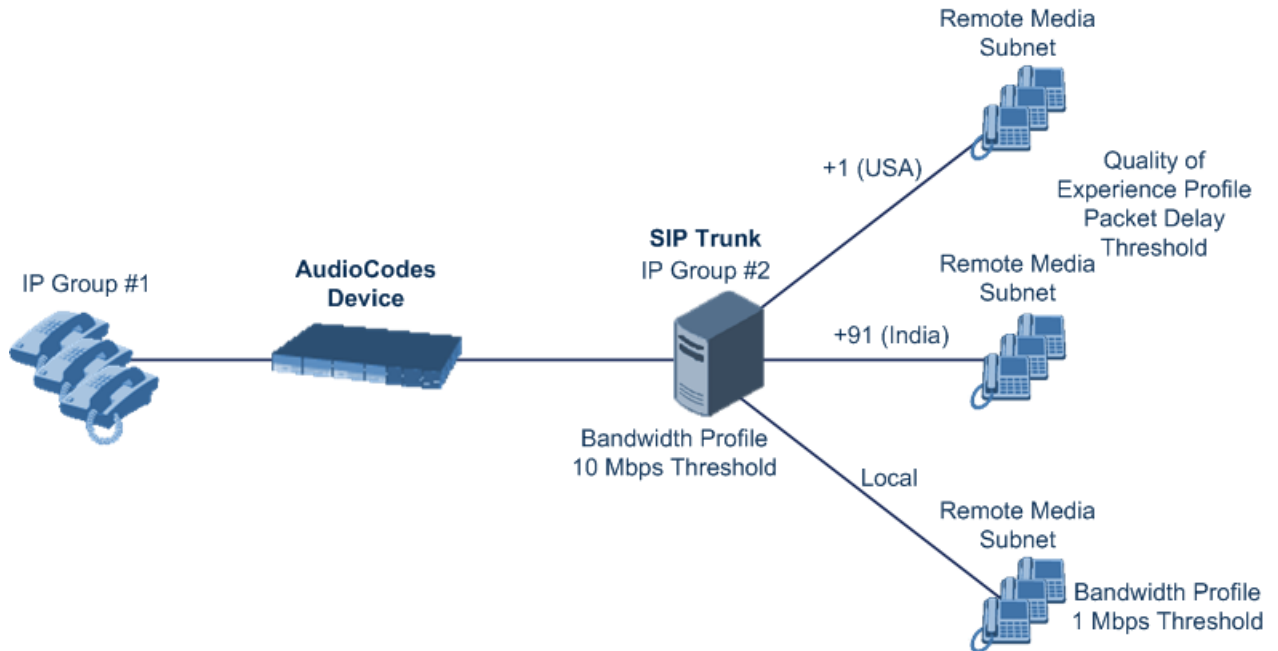 Remote Media
Subnet
+1 (USA)
Quality of
Experience Profile
Packet Delay
Threshold
SIP Trunk
IP Group #2
AudioCodes
Device
IP Group #1
Remote Media
Subnet
+91 (India)
Bandwidth Profile
10 Mbps Threshold
Local
Remote Media
Subnet
Bandwidth Profile
1 Mbps Threshold